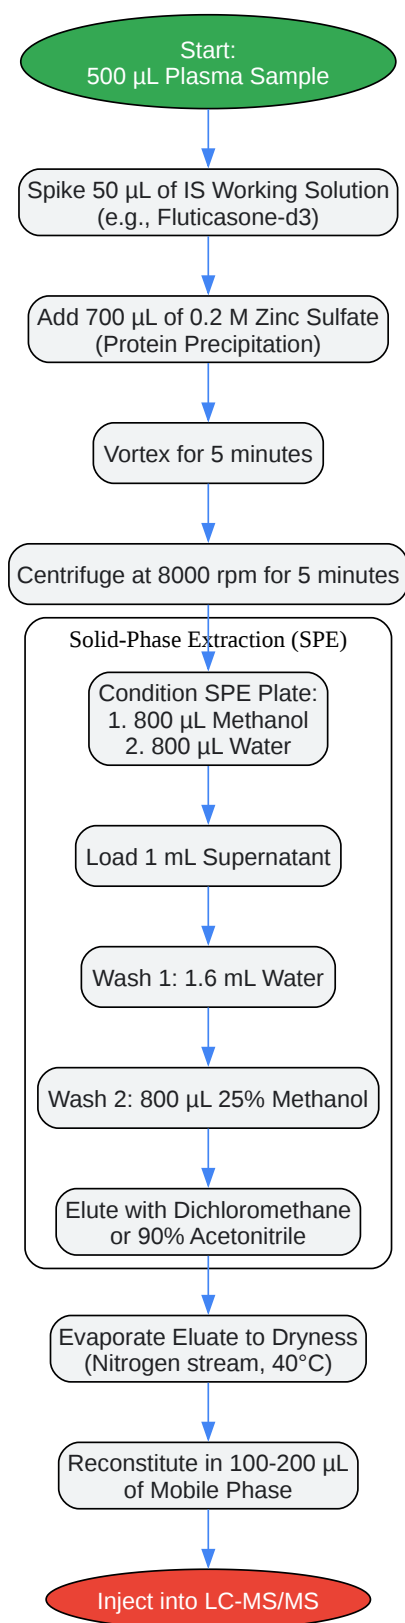 Start:
500 µL Plasma Sample
Spike 50 µL of IS Working Solution
(e.g., Fluticasone-d3)
Add 700 µL of 0.2 M Zinc Sulfate
(Protein Precipitation)
Vortex for 5 minutes
Centrifuge at 8000 rpm for 5 minutes
Solid-Phase Extraction (SPE)
Condition SPE Plate:
1. 800 µL Methanol
2. 800 µL Water
Load 1 mL Supernatant
Wash 1: 1.6 mL Water
Wash 2: 800 µL 25% Methanol
Elute with Dichloromethane
or 90% Acetonitrile
Evaporate Eluate to Dryness
(Nitrogen stream, 40°C)
Reconstitute in 100-200 µL
of Mobile Phase
Inject into LC-MS/MS